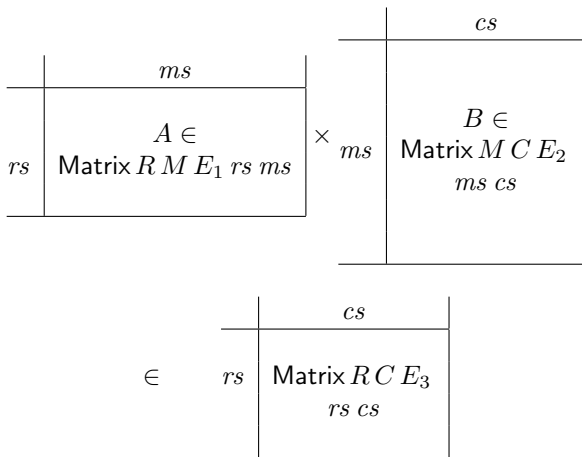 cs
ms
A ∈
B ∈
rs Matrix R M E₁ rs ms × ms Matrix M C E₂
ms cs
cs
∈ rs Matrix R C E₃
rs cs